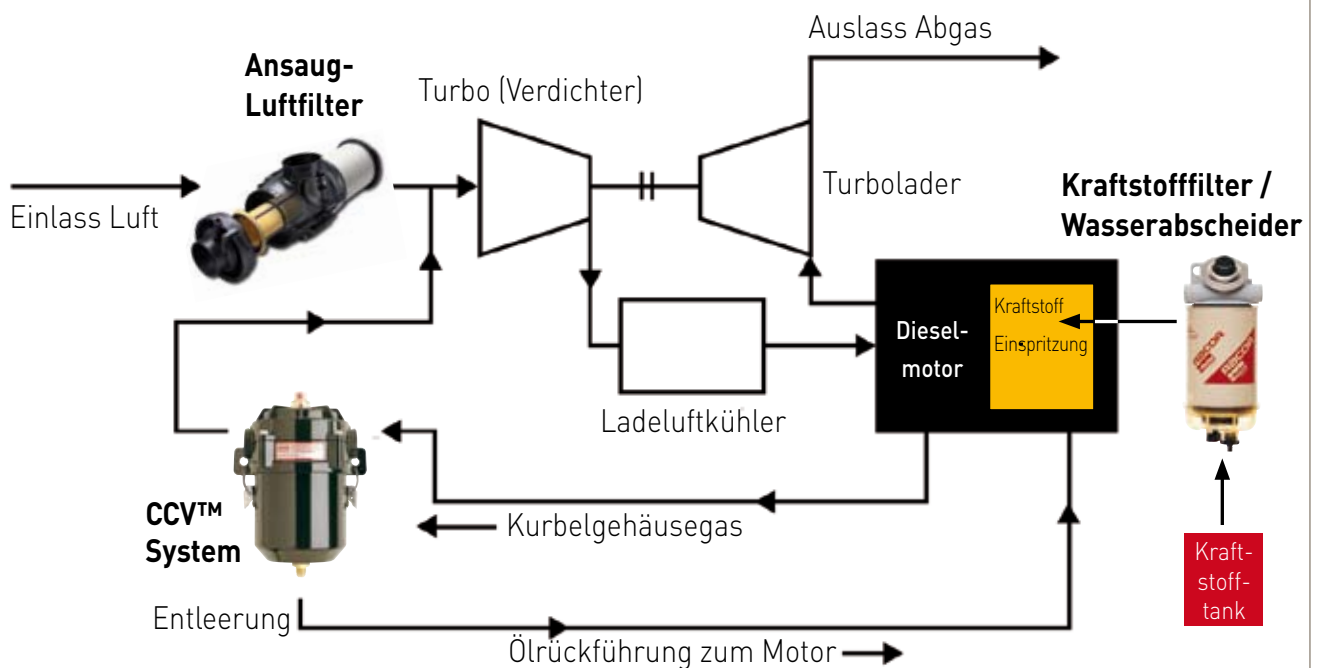 Auslass Abgas
Ansaug-
Luftfilter
Turbo (Verdichter)
Turbolader
Kraftstofffilter /
Wasserabscheider
Einlass Luft
Kraftstoff
Einspritzung
Diesel-
motor
Ladeluftkühler
CCV™
System
Kurbelgehäusegas
Kraft-
stoff-
tank
Entleerung
Ölrückführung zum Motor
RACOR